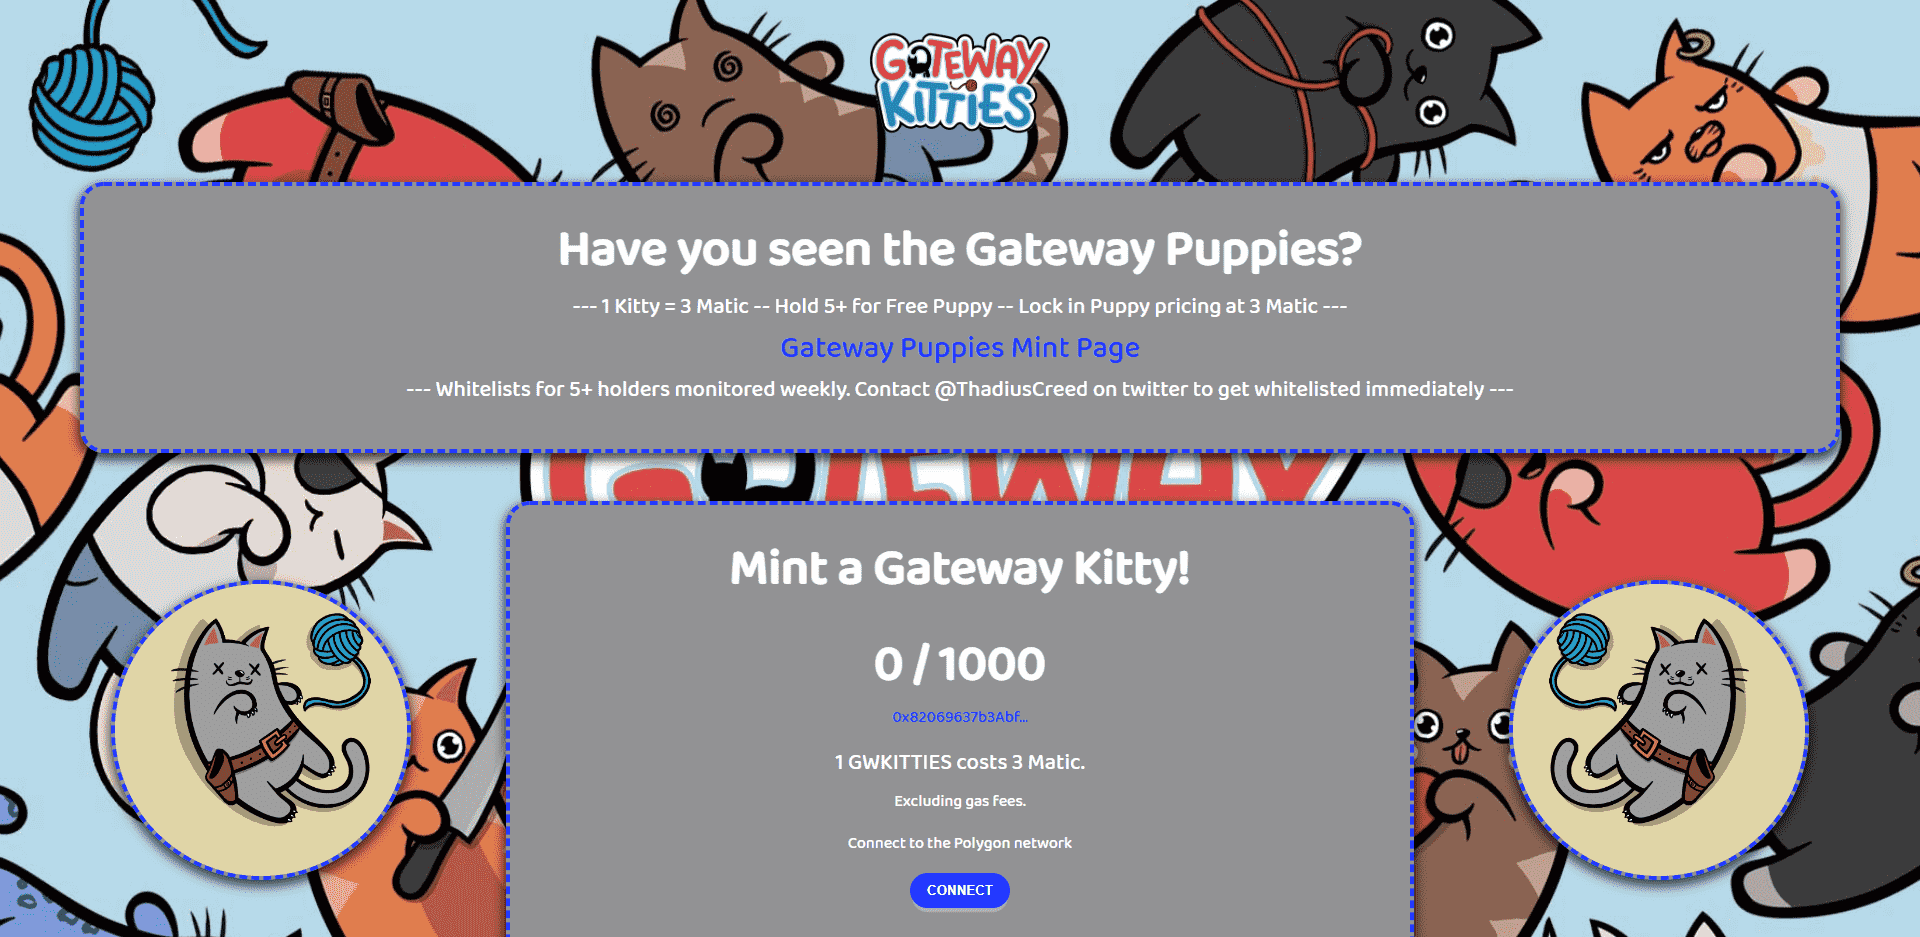 GATEWAY
KITTIES
Have you seen the Gateway Puppies?
--- 1 Kitty = 3 Matic -- Hold 5+ for Free Puppy -- Lock in Puppy pricing at 3 Matic ---
Gateway Puppies Mint Page
--- Whitelists for 5+ holders monitored weekly. Contact @ThadiusCreed on twitter to get whitelisted immediately ---
GATEWAY
Mint a Gateway Kitty!
0 / 1000
0x82069637b3Abf...
1 GWKITTIES costs 3 Matic.
Excluding gas fees.
Connect to the Polygon network
CONNECT